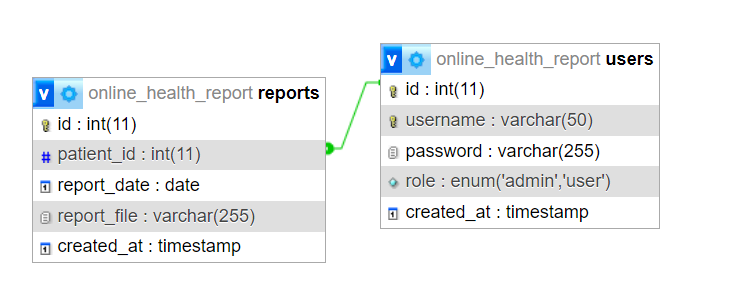 v online_health_report reports
id : int(11)
# patient_id : int(11)
report_date : date
report_file : varchar(255)
created_at : timestamp
v online_health_report users
id : int(11)
username : varchar(50)
password : varchar(255)
role : enum('admin','user')
created_at : timestamp